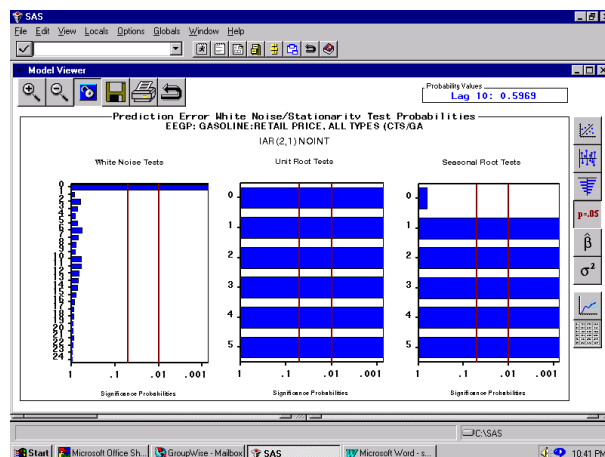 SAS
File Edit View Locals Options Globals Window Help
Model Viewer
Probability Values
Lag 10: 0.5969
Prediction Error White Noise/Stationarity Test Probabilities
EEGP: GASOLINE:RETAIL PRICE, ALL TYPES (CTS/GA
IAR(2,1) NOINT
White Noise Tests Unit Root Tests Seasonal Root Tests
0
1
2
3
4
5
6
7
8
9
10
11
12
13
14
15
16
17
18
19
20
21
22
23
24
1 .1 .01 .001
Significance Probabilities
0
1
2
3
4
5
1 .1 .01 .001
Significance Probabilities
0
1
2
3
4
5
1 .1 .01 .001
Significance Probabilities
p=.05
β̂
σ²
C:\SAS
Start Microsoft Office Sh... GroupWise - Mailbox SAS Microsoft Word - s... 10:41 PM